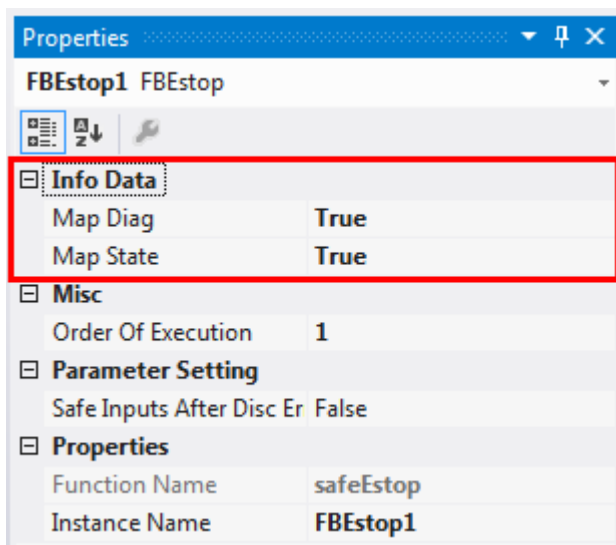 Properties
FBEstop1 FBEstop
Info Data
Map Diag True
Map State True
Misc
Order Of Execution 1
Parameter Setting
Safe Inputs After Disc Er False
Properties
Function Name safeEstop
Instance Name FBEstop1